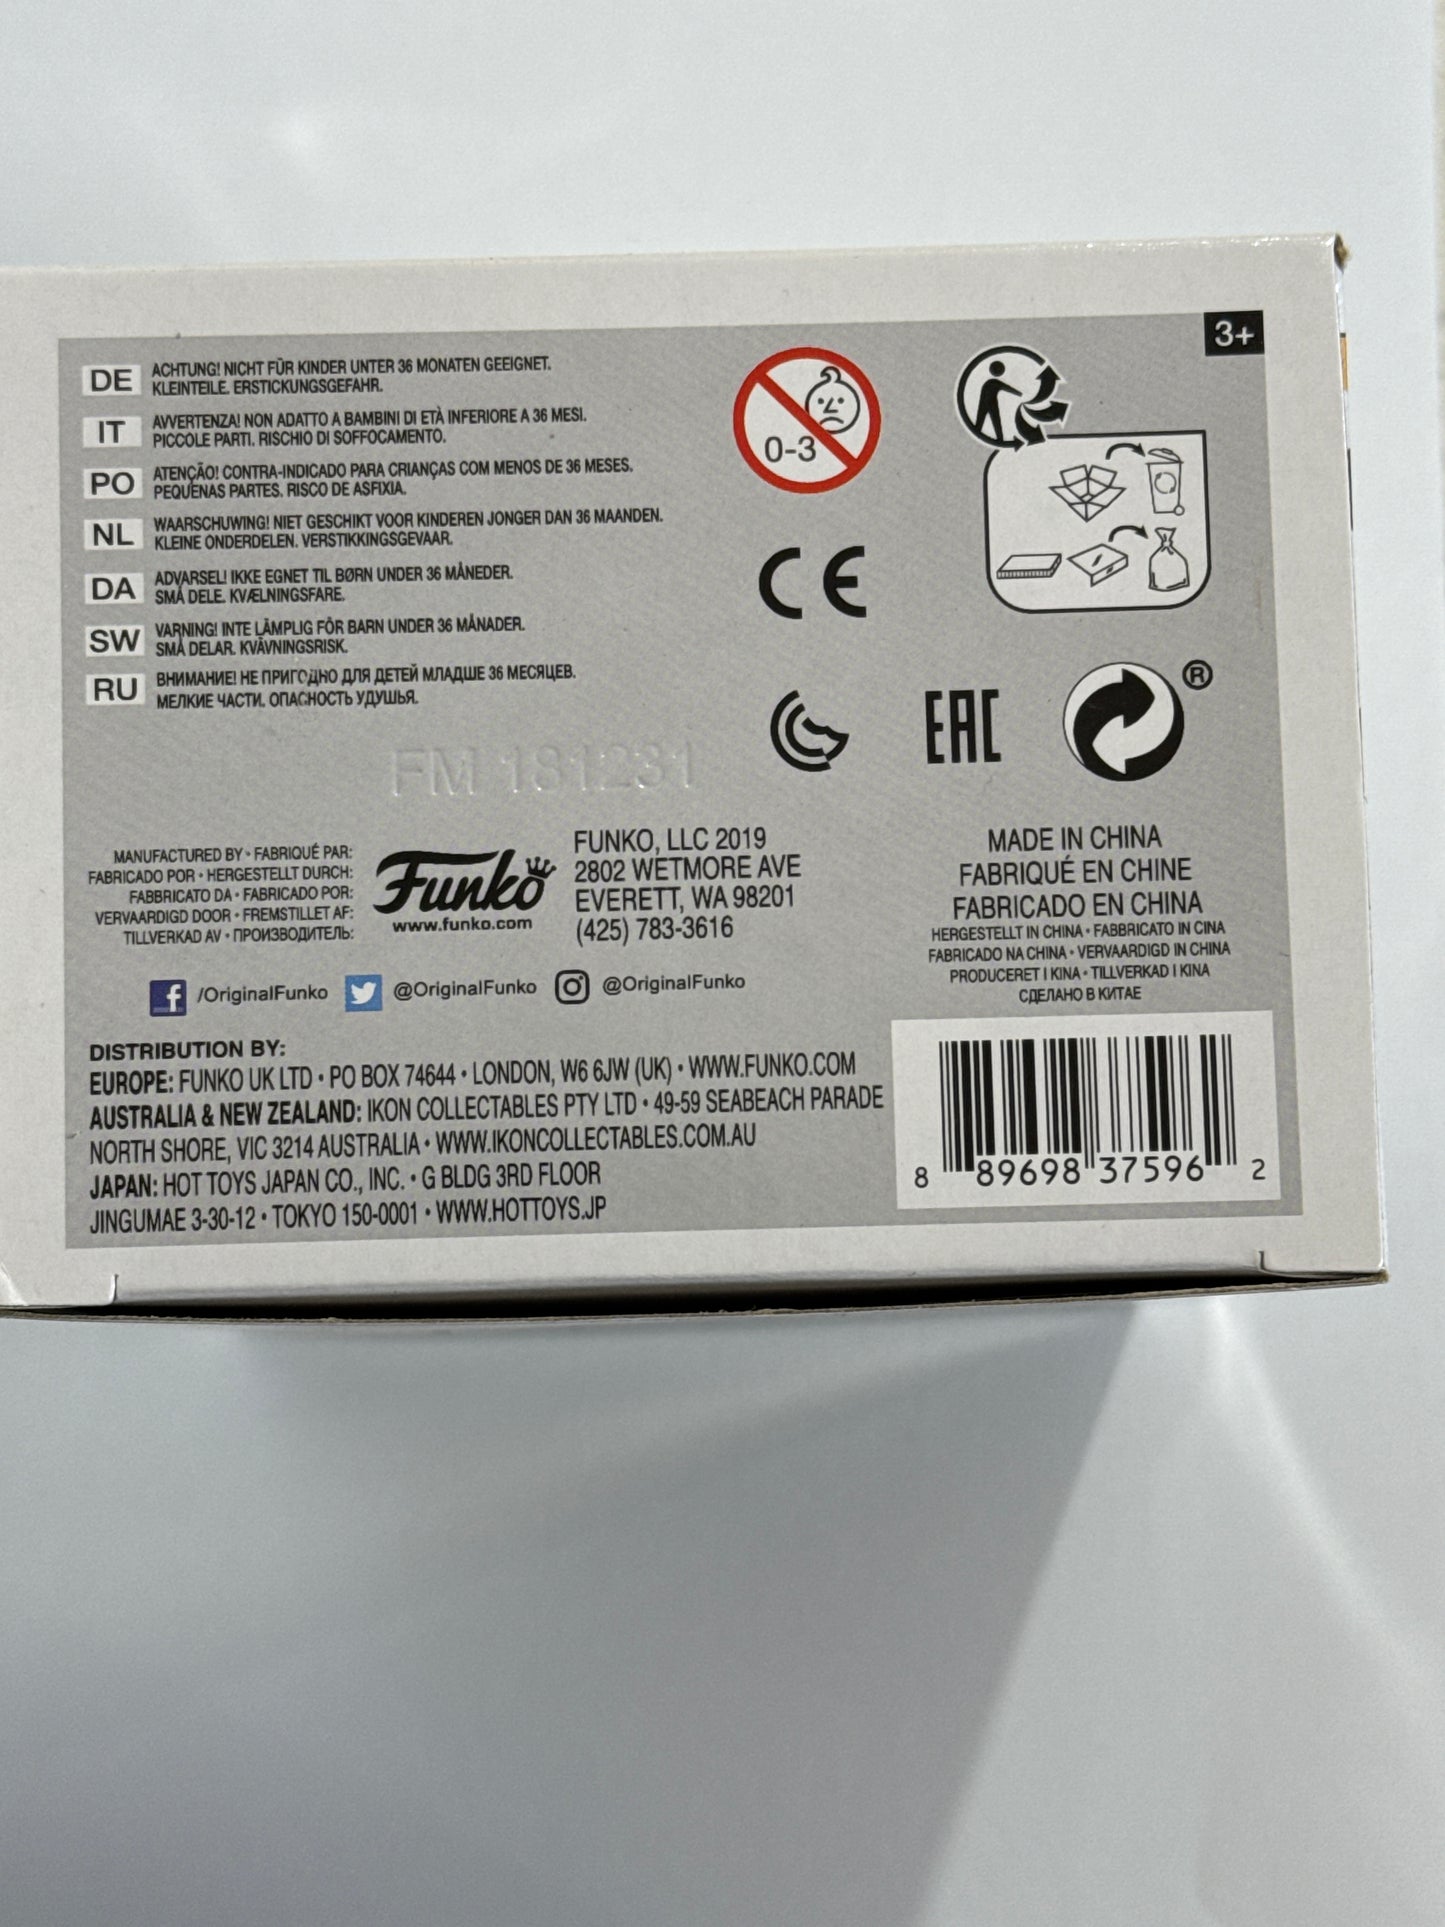 3+
DE
ACHTUNG! NICHT FÜR KINDER UNTER 36 MONATEN GEEIGNET.
KLEINTEILE. ERSTICKUNGSGEFAHR.
IT
AVVERTENZA! NON ADATTO A BAMBINI DI ETÀ INFERIORE A 36 MESI.
PICCOLE PARTI. RISCHIO DI SOFFOCAMENTO.
PO
ATENÇÃO! CONTRA-INDICADO PARA CRIANÇAS COM MENOS DE 36 MESES.
PEQUENAS PARTES. RISCO DE ASFIXIA.
NL
WAARSCHUWING! NIET GESCHIKT VOOR KINDEREN JONGER DAN 36 MAANDEN.
KLEINE ONDERDELEN. VERSTIKKINGSGEVAAR.
DA
ADVARSEL! IKKE EGNET TIL BØRN UNDER 36 MÅNEDER.
SMÅ DELE. KVÆLNINGSFARE.
SW
VARNING! INTE LÄMPLIG FÖR BARN UNDER 36 MÅNADER.
SMÅ DELAR. KVÄVNINGSRISK.
RU
ВНИМАНИЕ! НЕ ПРИГОДНО ДЛЯ ДЕТЕЙ МЛАДШЕ 36 МЕСЯЦЕВ.
МЕЛКИЕ ЧАСТИ. ОПАСНОСТЬ УДУШЬЯ.
0-3
CE
EAC
®
FM 181231
MANUFACTURED BY • FABRIQUÉ PAR:
FABRICADO POR • HERGESTELLT DURCH:
FABBRICATO DA • FABRICADO POR:
VERVAARDIGD DOOR • FREMSTILLET AF:
TILLVERKAD AV • ПРОИЗВОДИТЕЛЬ:
Funko
www.funko.com
FUNKO, LLC 2019
2802 WETMORE AVE
EVERETT, WA 98201
(425) 783-3616
MADE IN CHINA
FABRIQUÉ EN CHINE
FABRICADO EN CHINA
HERGESTELLT IN CHINA • FABBRICATO IN CINA
FABRICADO NA CHINA • VERVAARDIGD IN CHINA
PRODUCERET I KINA • TILLVERKAD I KINA
СДЕЛАНО В КИТАЕ
f /OriginalFunko @OriginalFunko @OriginalFunko
DISTRIBUTION BY:
EUROPE: FUNKO UK LTD • PO BOX 74644 • LONDON, W6 6JW (UK) • WWW.FUNKO.COM
AUSTRALIA & NEW ZEALAND: IKON COLLECTABLES PTY LTD • 49-59 SEABEACH PARADE
NORTH SHORE, VIC 3214 AUSTRALIA • WWW.IKONCOLLECTABLES.COM.AU
JAPAN: HOT TOYS JAPAN CO., INC. • G BLDG 3RD FLOOR
JINGUMAE 3-30-12 • TOKYO 150-0001 • WWW.HOTTOYS.JP
8 89698 37596 2